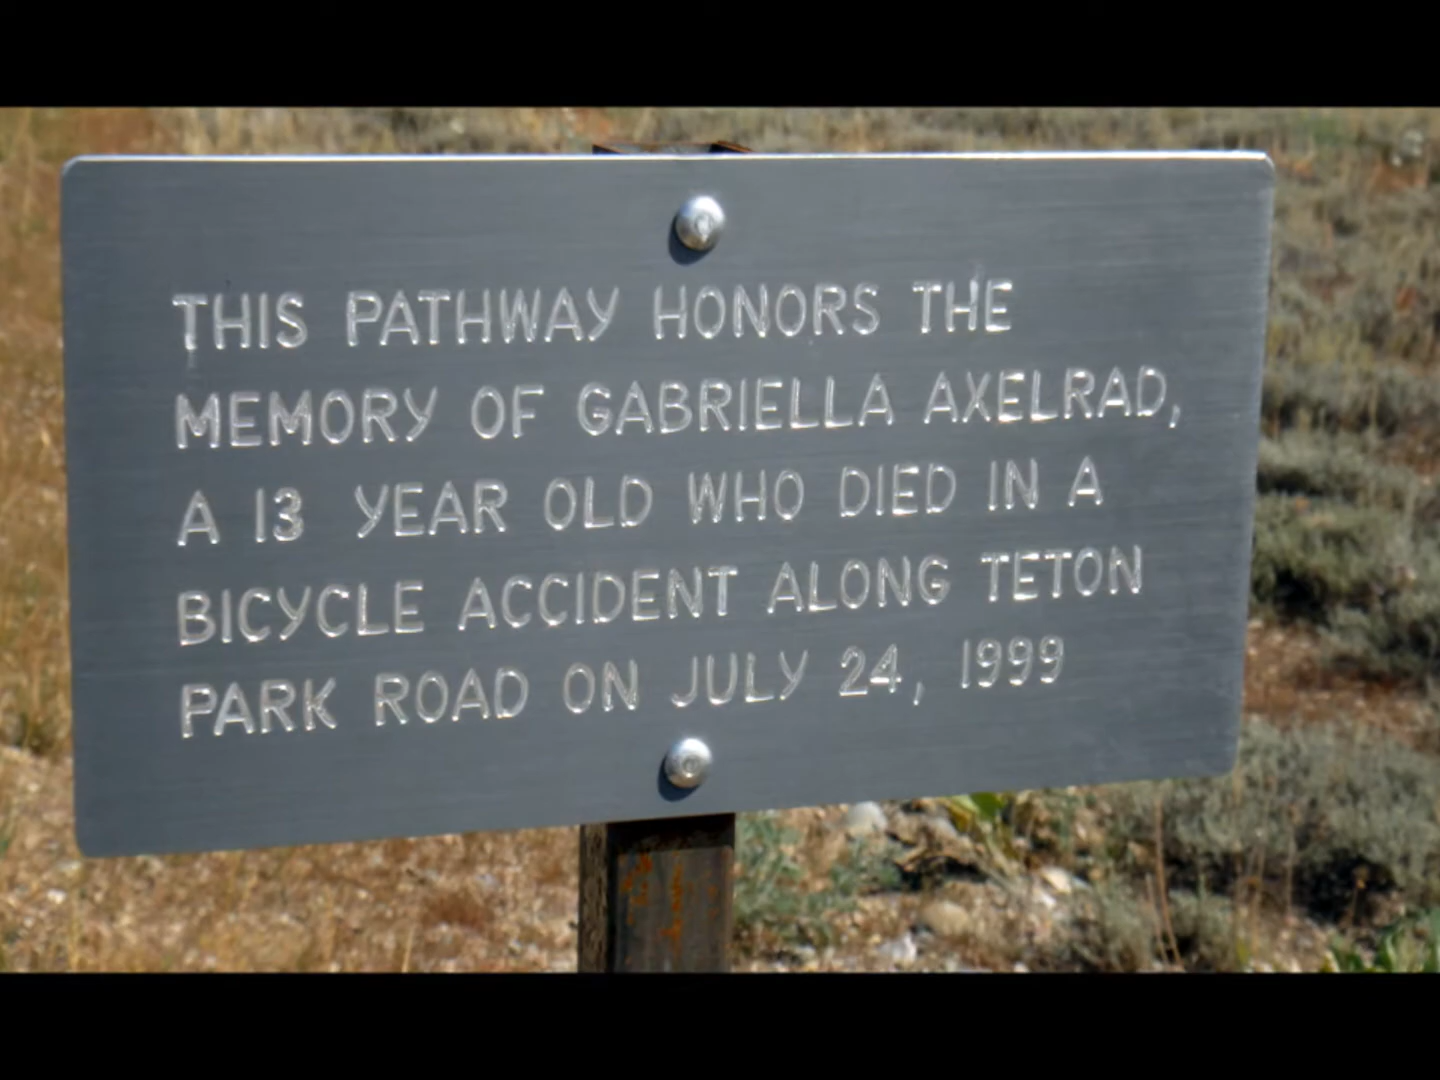 THIS PATHWAY HONORS THE
MEMORY OF GABRIELLA AXELRAD,
A 13 YEAR OLD WHO DIED IN A
BICYCLE ACCIDENT ALONG TETON
PARK ROAD ON JULY 24, 1999